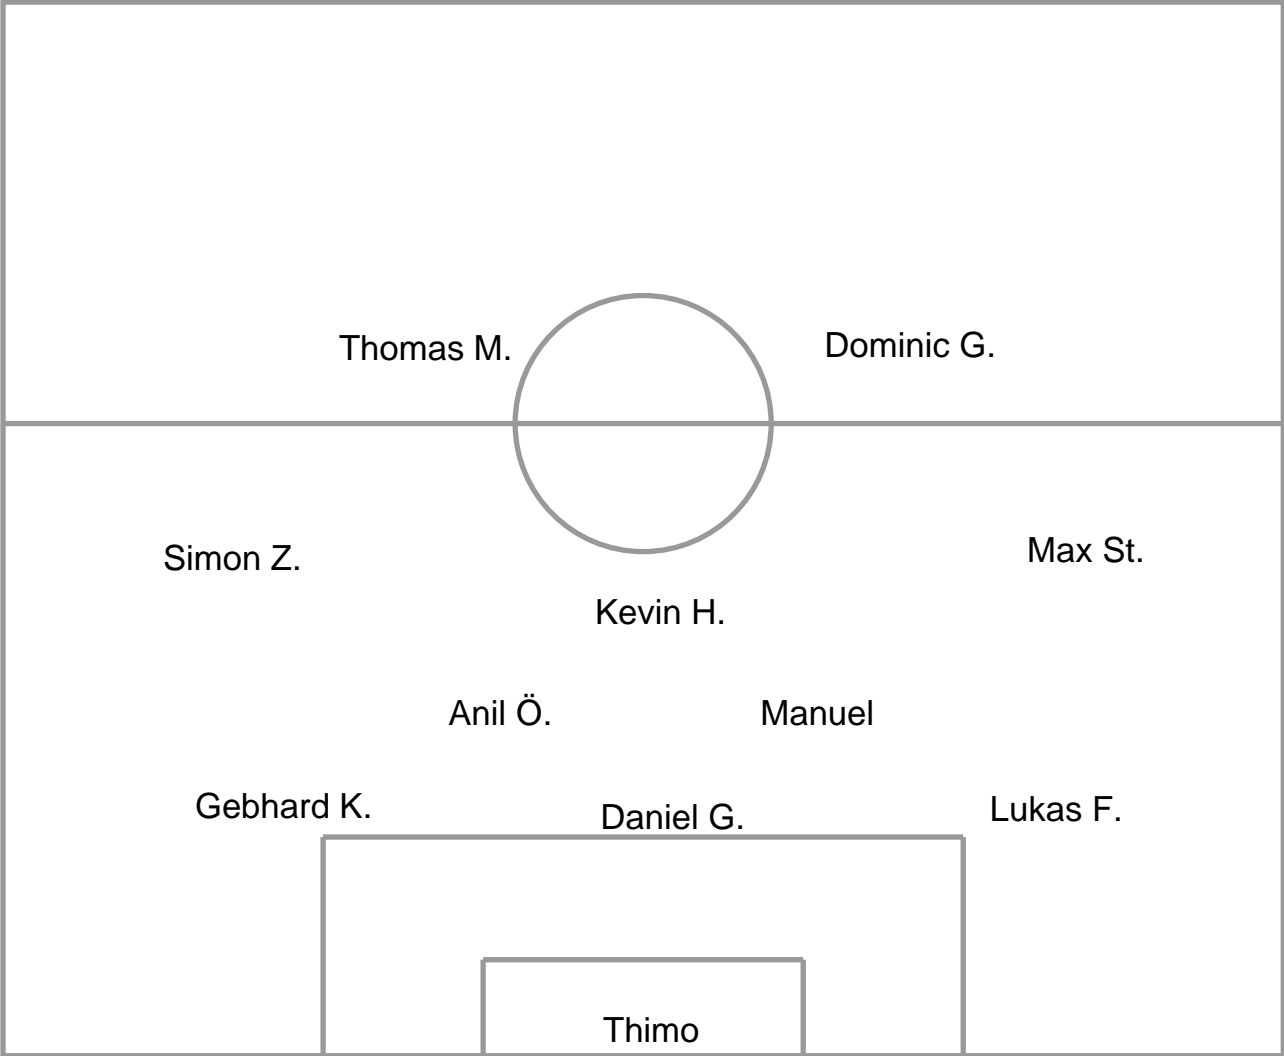 Thomas M.
Dominic G.
Simon Z.
Max St.
Kevin H.
Anil Ö.
Manuel
Gebhard K.
Daniel G.
Lukas F.
Thimo